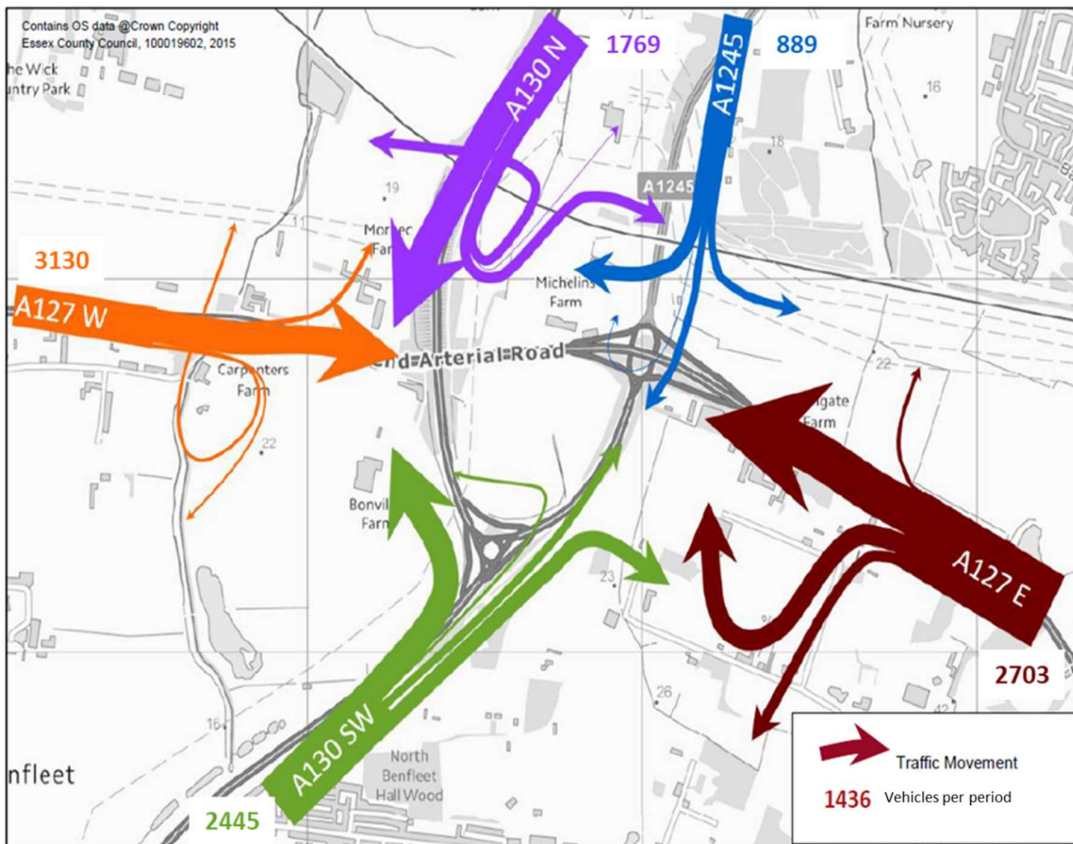 Contains OS data @Crown Copyright
Essex County Council, 100019602, 2015
Farm Nursery
A130 N
1769
A1245
889
he Wick
untry Park
16
18
19
A1245
11
Farm
3130
Michelins
Farm
A127 W
nd Arterial Road
Carpenters
Farm
22
ngate
Farm
22
Bonvil
Farm
A127 E
23
2703
A130 SW
26
42
16
North
Benfleet
Hall Wood
nfleet
2445
Traffic Movement
1436 Vehicles per period